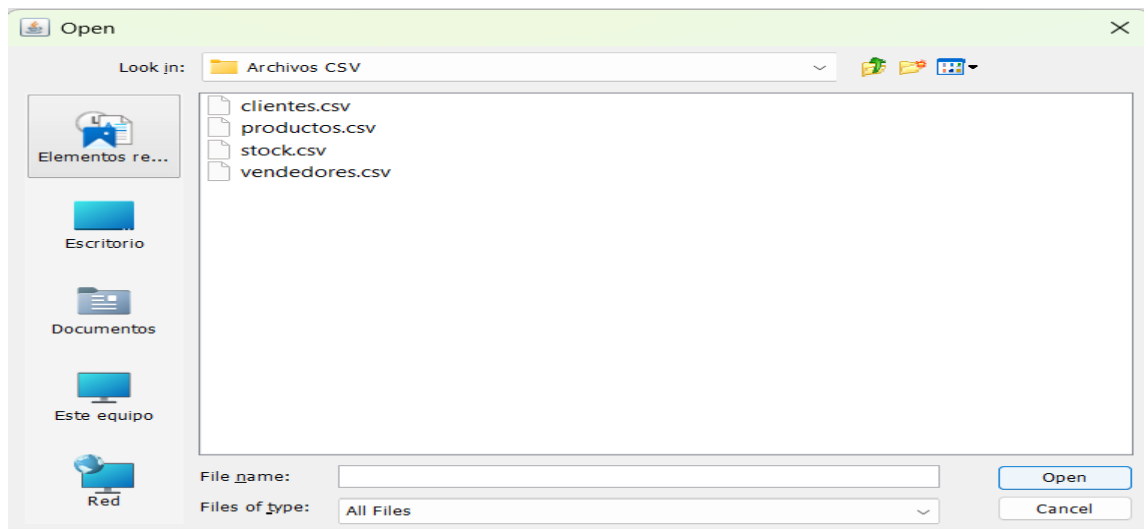 Open
Look in:
Archivos CSV
clientes.csv
productos.csv
stock.csv
vendedores.csv
Elementos re...
Escritorio
Documentos
Este equipo
Red
File name:
Open
Files of type:
All Files
Cancel